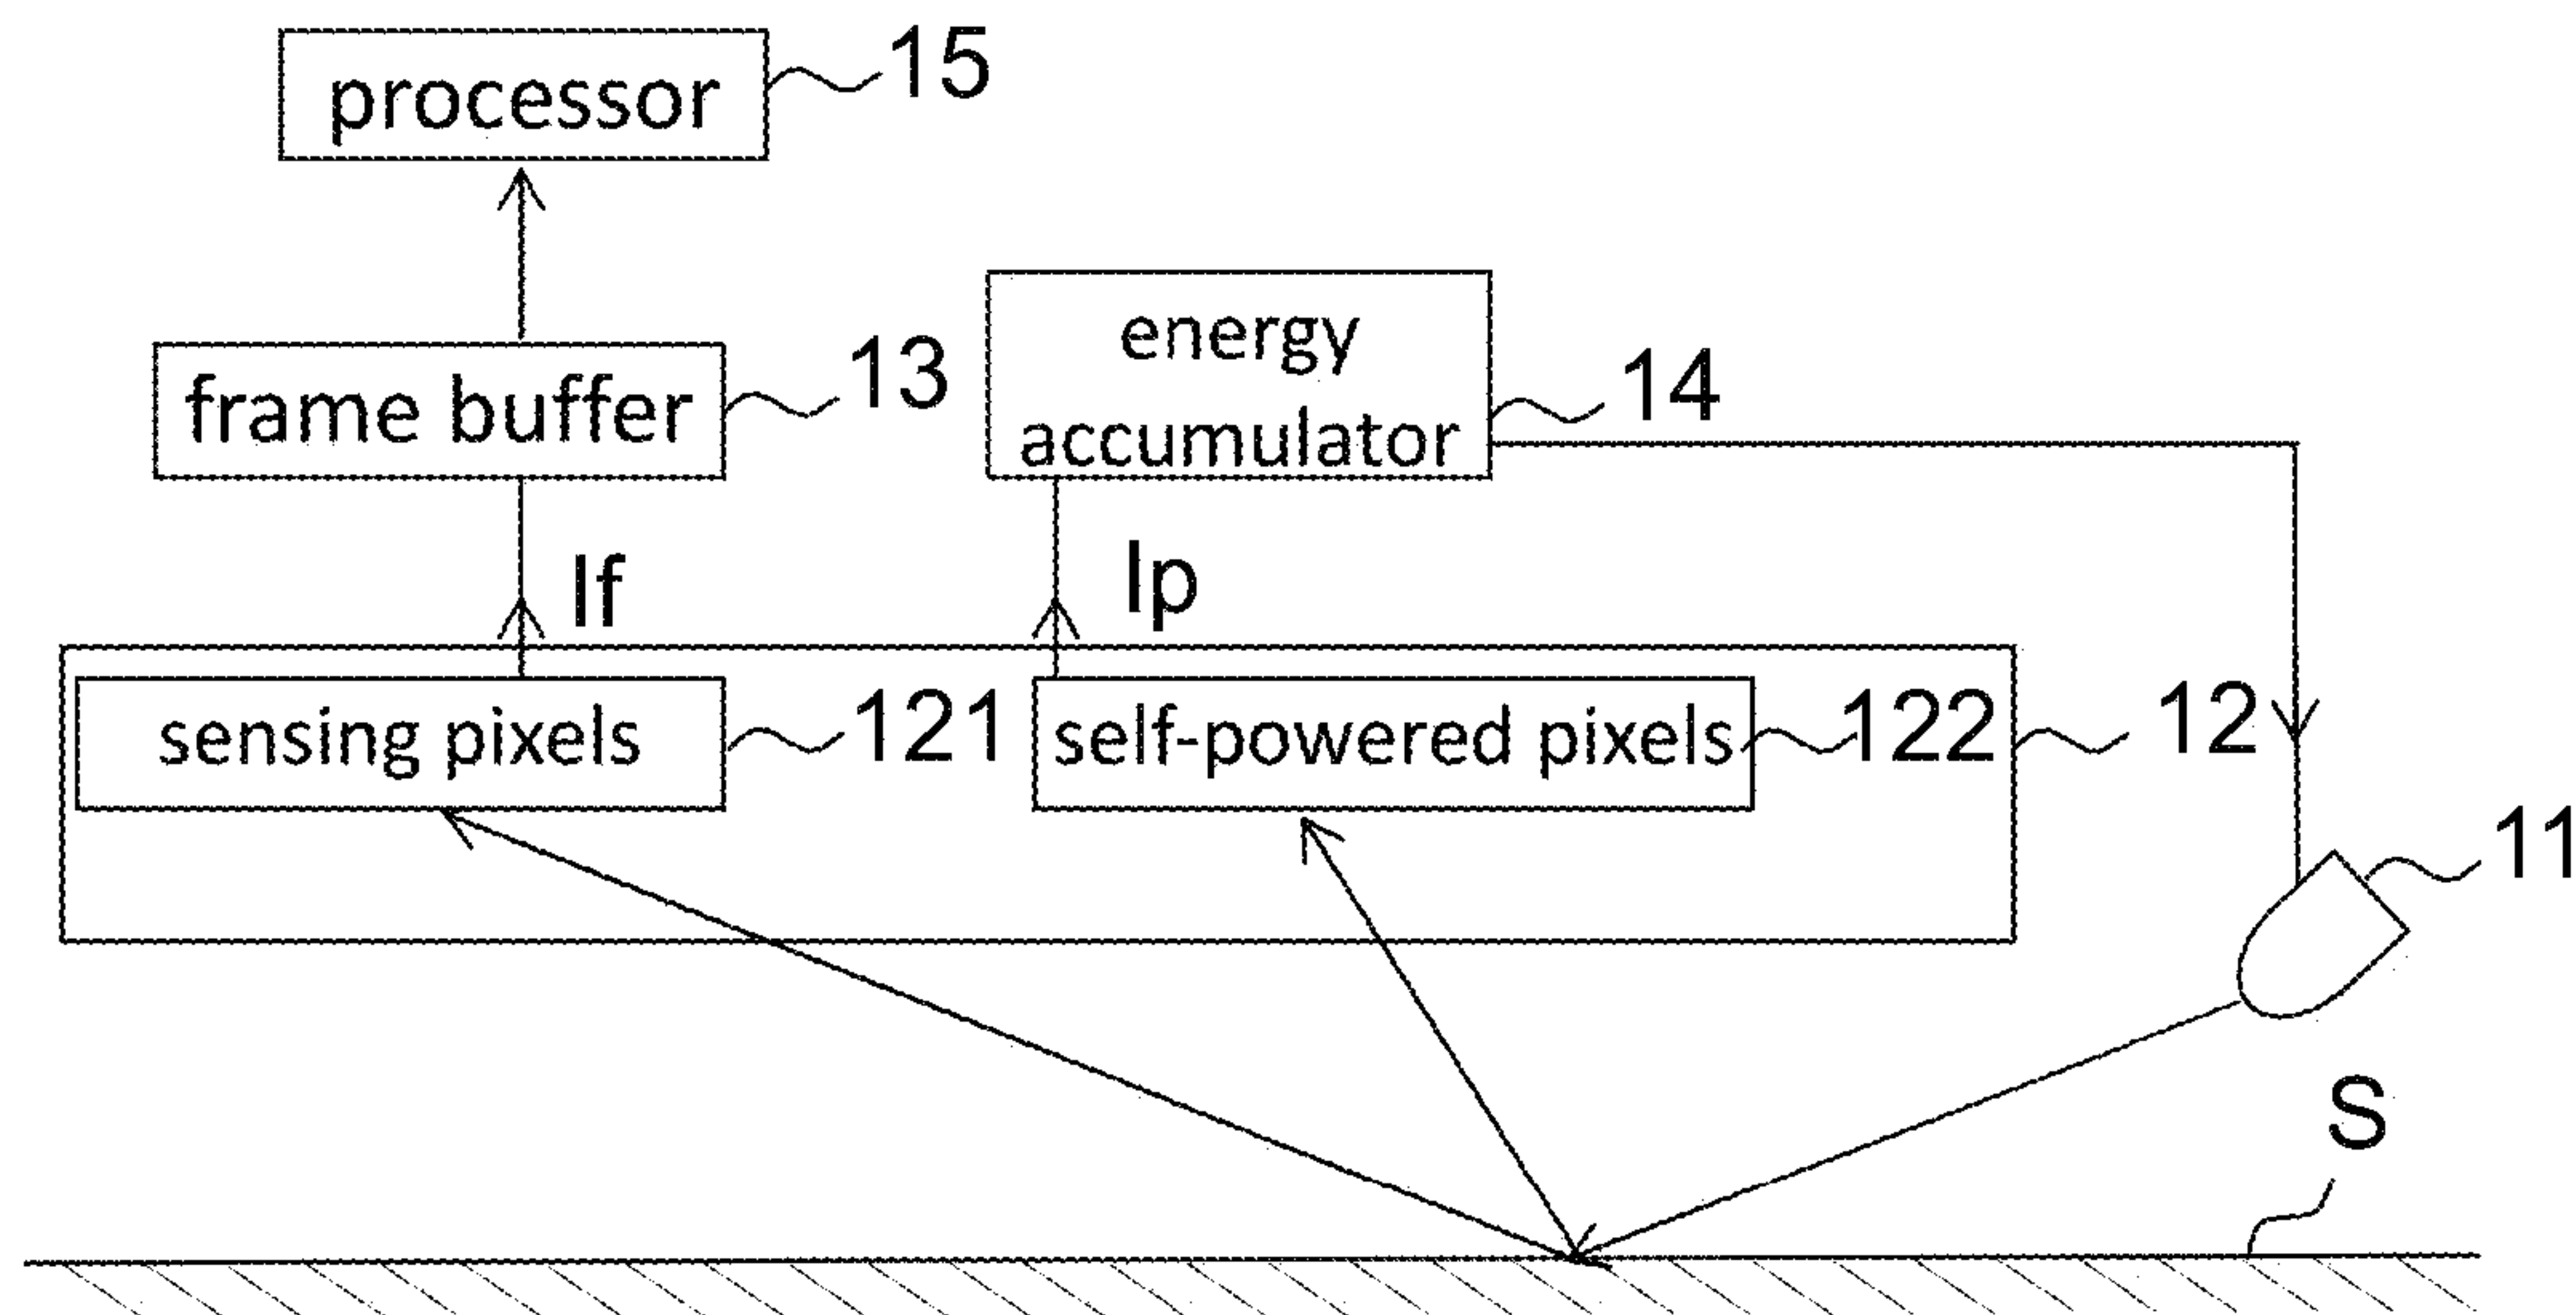 processor 15
energy
frame buffer 13
accumulator 14
If
Ip
sensing pixels 121
self-powered pixels 122
12
11
S